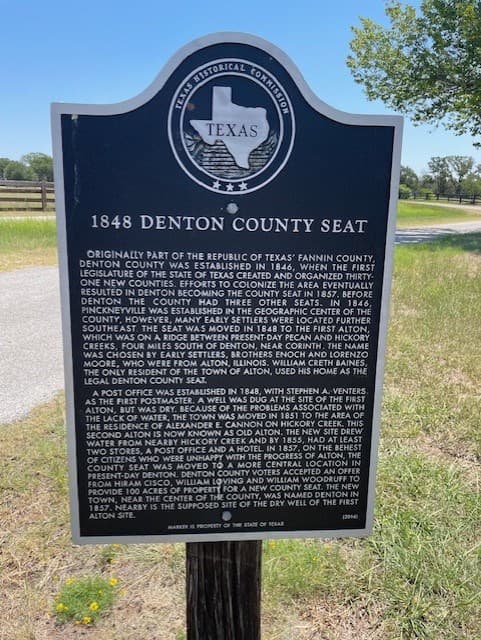 TEXAS HISTORICAL COMMISSION
TEXAS
1848 DENTON COUNTY SEAT
ORIGINALLY PART OF THE REPUBLIC OF TEXAS' FANNIN COUNTY,
DENTON COUNTY WAS ESTABLISHED IN 1846, WHEN THE FIRST
LEGISLATURE OF THE STATE OF TEXAS CREATED AND ORGANIZED THIRTY-
ONE NEW COUNTIES. EFFORTS TO COLONIZE THE AREA EVENTUALLY
RESULTED IN DENTON BECOMING THE COUNTY SEAT IN 1857. BEFORE
DENTON THE COUNTY HAD THREE OTHER SEATS. IN 1846,
PINCKNEYVILLE WAS ESTABLISHED IN THE GEOGRAPHIC CENTER OF THE
COUNTY, HOWEVER, MANY EARLY SETTLERS WERE LOCATED FURTHER
SOUTHEAST. THE SEAT WAS MOVED IN 1848 TO THE FIRST ALTON,
WHICH WAS ON A RIDGE BETWEEN PRESENT-DAY PECAN AND HICKORY
CREEKS, FOUR MILES SOUTH OF DENTON, NEAR CORINTH. THE NAME
WAS CHOSEN BY EARLY SETTLERS, BROTHERS ENOCH AND LORENZO
MOORE, WHO WERE FROM ALTON, ILLINOIS. WILLIAM CRETH BAINES,
THE ONLY RESIDENT OF THE TOWN OF ALTON, USED HIS HOME AS THE
LEGAL DENTON COUNTY SEAT.
A POST OFFICE WAS ESTABLISHED IN 1848, WITH STEPHEN A. VENTERS
AS THE FIRST POSTMASTER. A WELL WAS DUG AT THE SITE OF THE FIRST
ALTON, BUT WAS DRY. BECAUSE OF THE PROBLEMS ASSOCIATED WITH
THE LACK OF WATER, THE TOWN WAS MOVED IN 1851 TO THE AREA OF
THE RESIDENCE OF ALEXANDER E. CANNON ON HICKORY CREEK. THIS
SECOND ALTON IS NOW KNOWN AS OLD ALTON. THE NEW SITE DREW
WATER FROM NEARBY HICKORY CREEK AND BY 1855, HAD AT LEAST
TWO STORES, A POST OFFICE AND A HOTEL. IN 1857, ON THE BEHEST
OF CITIZENS WHO WERE UNHAPPY WITH THE PROGRESS OF ALTON, THE
COUNTY SEAT WAS MOVED TO A MORE CENTRAL LOCATION IN
PRESENT-DAY DENTON. DENTON COUNTY VOTERS ACCEPTED AN OFFER
FROM HIRAM CISCO, WILLIAM LOVING AND WILLIAM WOODRUFF TO
PROVIDE 100 ACRES OF PROPERTY FOR A NEW COUNTY SEAT. THE NEW
TOWN, NEAR THE CENTER OF THE COUNTY, WAS NAMED DENTON IN
1857. NEARBY IS THE SUPPOSED SITE OF THE DRY WELL OF THE FIRST
ALTON SITE.
(2016)
MARKER IS PROPERTY OF THE STATE OF TEXAS